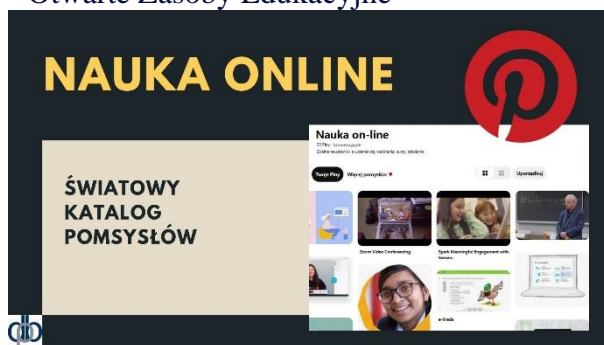 Otwarte Zasoby Edukacyjne
NAUKA ONLINE
ŚWIATOWY
KATALOG
POMSYSŁÓW
Nauka on-line
Twoje Piny Więcej pomysłów
Uporządkuj
Zoom Video Conferencing
Spark Meaningful Engagement with